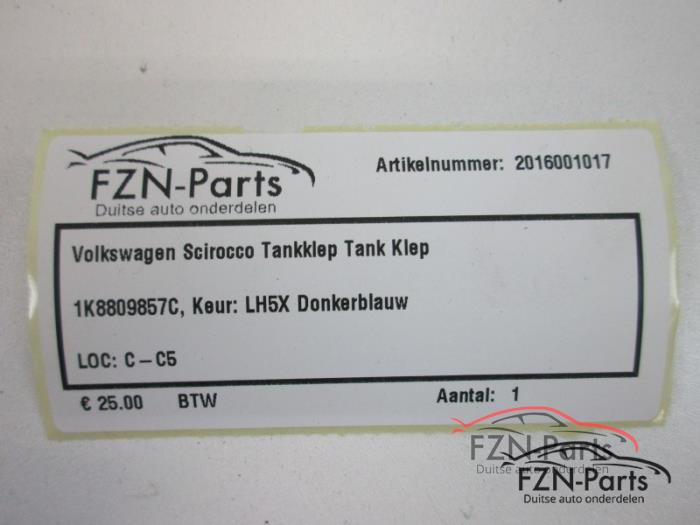 FZN-Parts
Duitse auto onderdelen
Artikelnummer: 2016001017
Volkswagen Scirocco Tankklep Tank Klep
1K8809857C, Keur: LH5X Donkerblauw
LOC: C-C5
€ 25.00 BTW
Aantal: 1
FZN-Parts
Duitse auto onderdelen
FZN-Parts
Duitse auto onderdelen